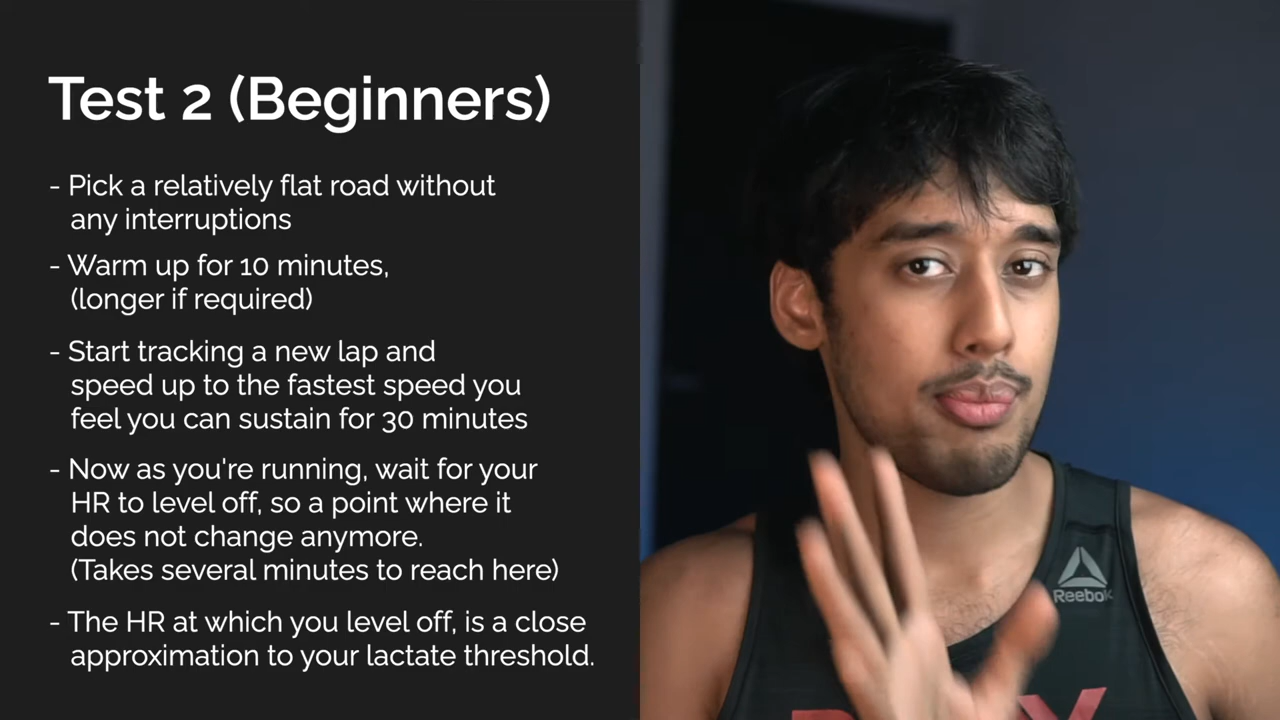 Test 2 (Beginners)
- Pick a relatively flat road without
any interruptions
- Warm up for 10 minutes,
(longer if required)
- Start tracking a new lap and
speed up to the fastest speed you
feel you can sustain for 30 minutes
- Now as you're running, wait for your
HR to level off, so a point where it
does not change anymore.
(Takes several minutes to reach here)
- The HR at which you level off, is a close
approximation to your lactate threshold.
Reebok